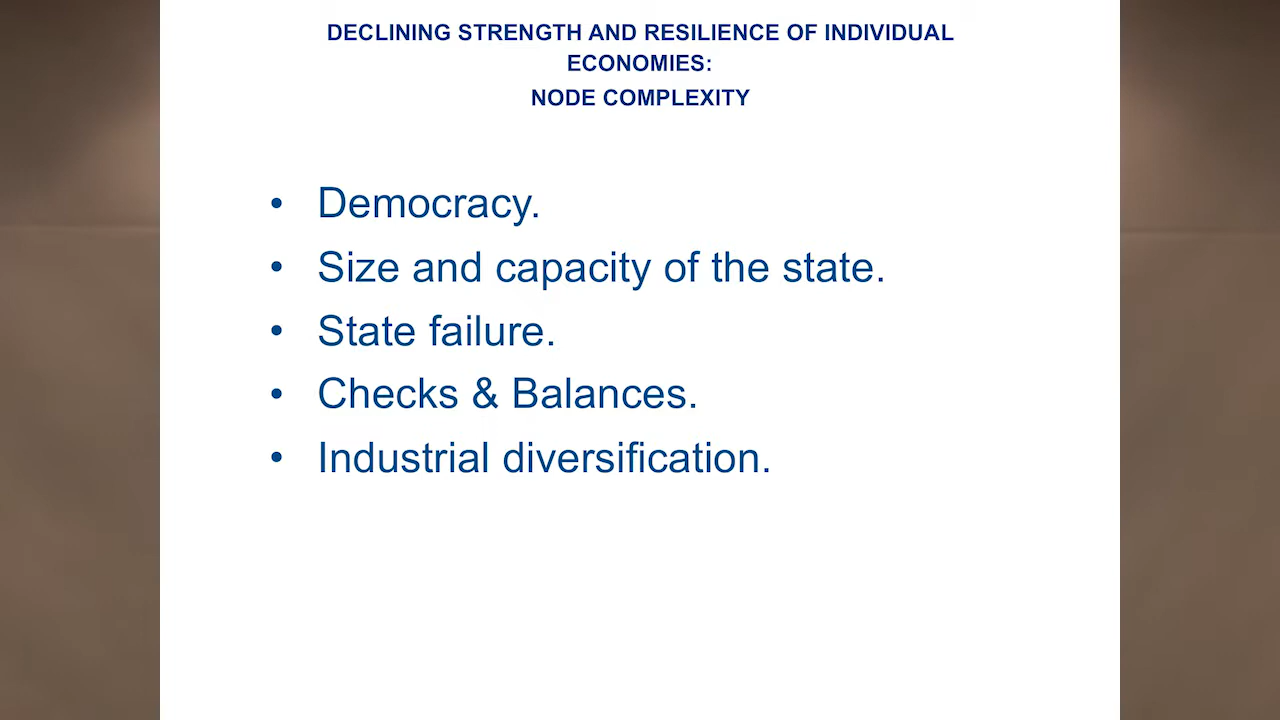 DECLINING STRENGTH AND RESILIENCE OF INDIVIDUAL
ECONOMIES:
NODE COMPLEXITY
• Democracy.
• Size and capacity of the state.
• State failure.
• Checks & Balances.
• Industrial diversification.